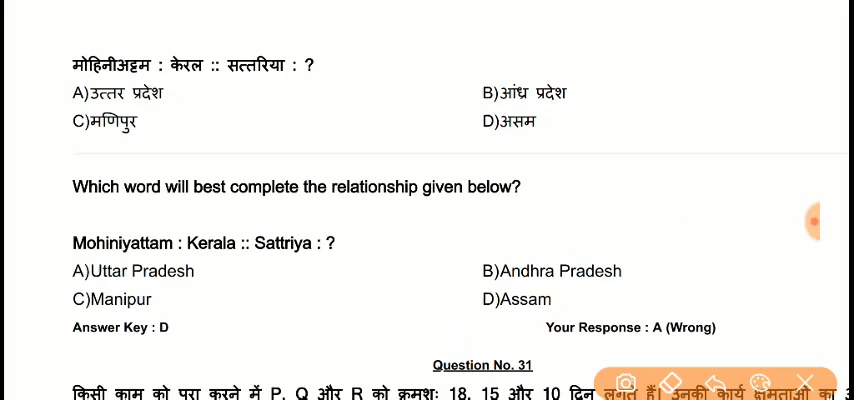 मोहिनीअट्टम : केरल :: सत्तरिया : ?
A)उत्तर प्रदेश B)आंध्र प्रदेश
C)मणिपुर D)असम
Which word will best complete the relationship given below?
Mohiniyattam : Kerala :: Sattriya : ?
A)Uttar Pradesh B)Andhra Pradesh
C)Manipur D)Assam
Answer Key : D Your Response : A (Wrong)
Question No. 31
किसी काम को पूरा करने में P, Q और R को क्रमशः 18, 15 और 10 दिन लगते हैं। उनकी कार्य क्षमताओं का